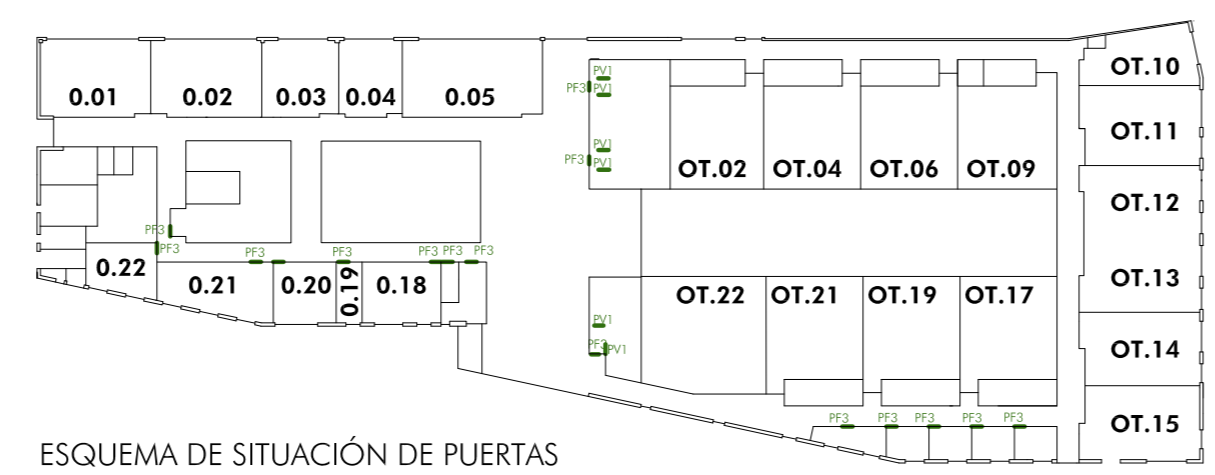 OT.10
PV1
PF3 PV1
0.01 0.02 0.03 0.04 0.05
OT.11
PV1
PF3 PV1
OT.02 OT.04 OT.06 OT.09
OT.12
PF3
PF3 PF3 PF3 PF3 PF3 PF3
0.22
OT.13
0.21 0.20 0.19 0.18
OT.22 OT.21 OT.19 OT.17
PV1
PF3 PV1
OT.14
PF3 PF3 PF3 PF3 PF3
OT.15
ESQUEMA DE SITUACIÓN DE PUERTAS